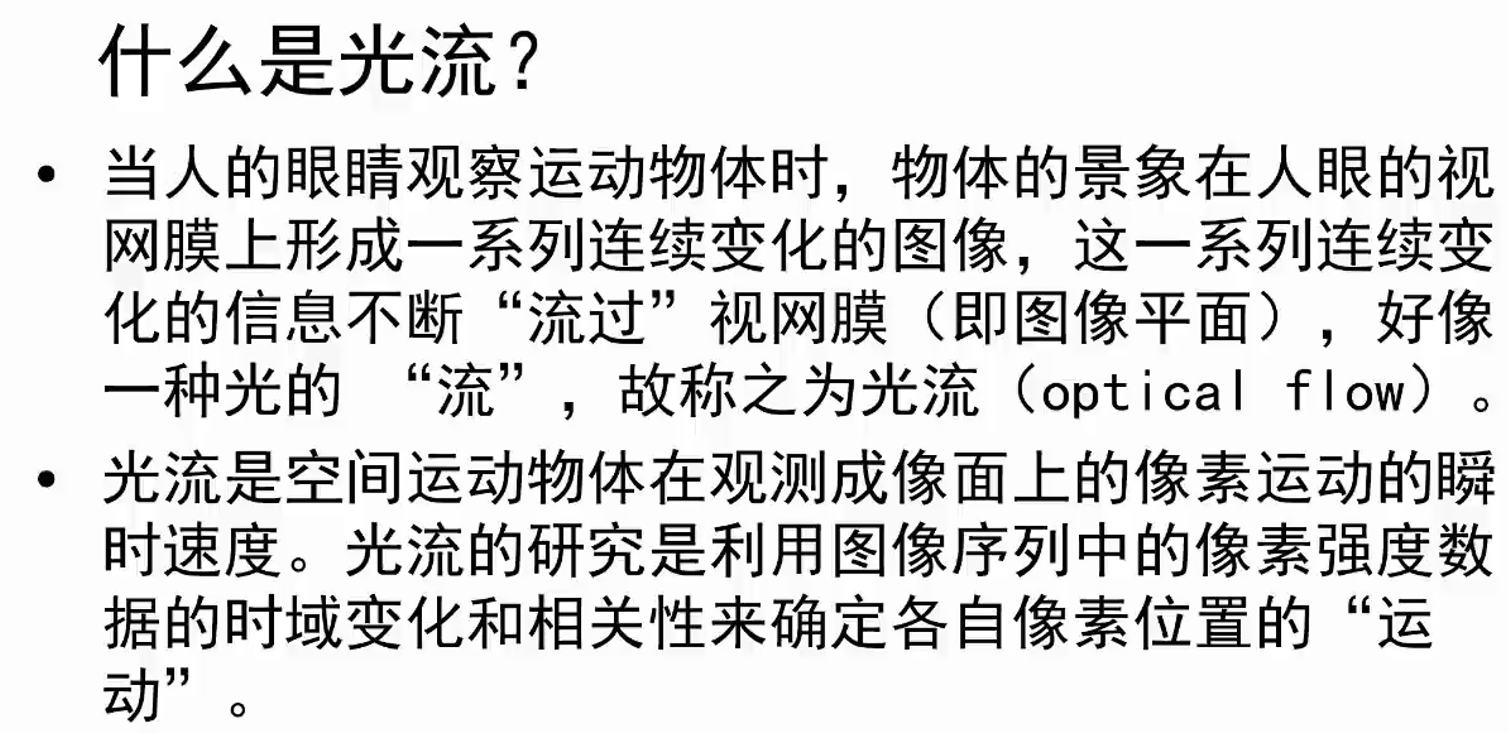 什么是光流？
• 当人的眼睛观察运动物体时，物体的景象在人眼的视
网膜上形成一系列连续变化的图像，这一系列连续变
化的信息不断“流过”视网膜（即图像平面），好像
一种光的 “流”，故称之为光流（optical flow）。
• 光流是空间运动物体在观测成像面上的像素运动的瞬
时速度。光流的研究是利用图像序列中的像素强度数
据的时域变化和相关性来确定各自像素位置的“运
动”。